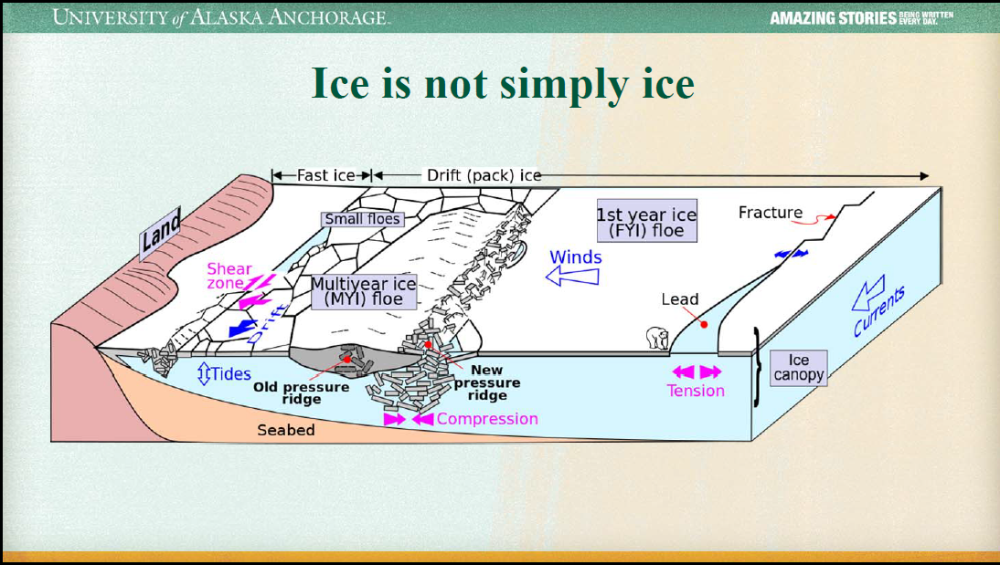 UNIVERSITY of ALASKA ANCHORAGE
AMAZING STORIES BEING WRITTEN EVERY DAY.
Ice is not simply ice
Fast ice
Drift (pack) ice
Land
Small floes
1st year ice
(FYI) floe
Fracture
Winds
Shear
zone
Multiyear ice
(MYI) floe
Drift
Lead
Currents
Tides
Old pressure
ridge
New
pressure
ridge
Ice
canopy
Tension
Compression
Seabed